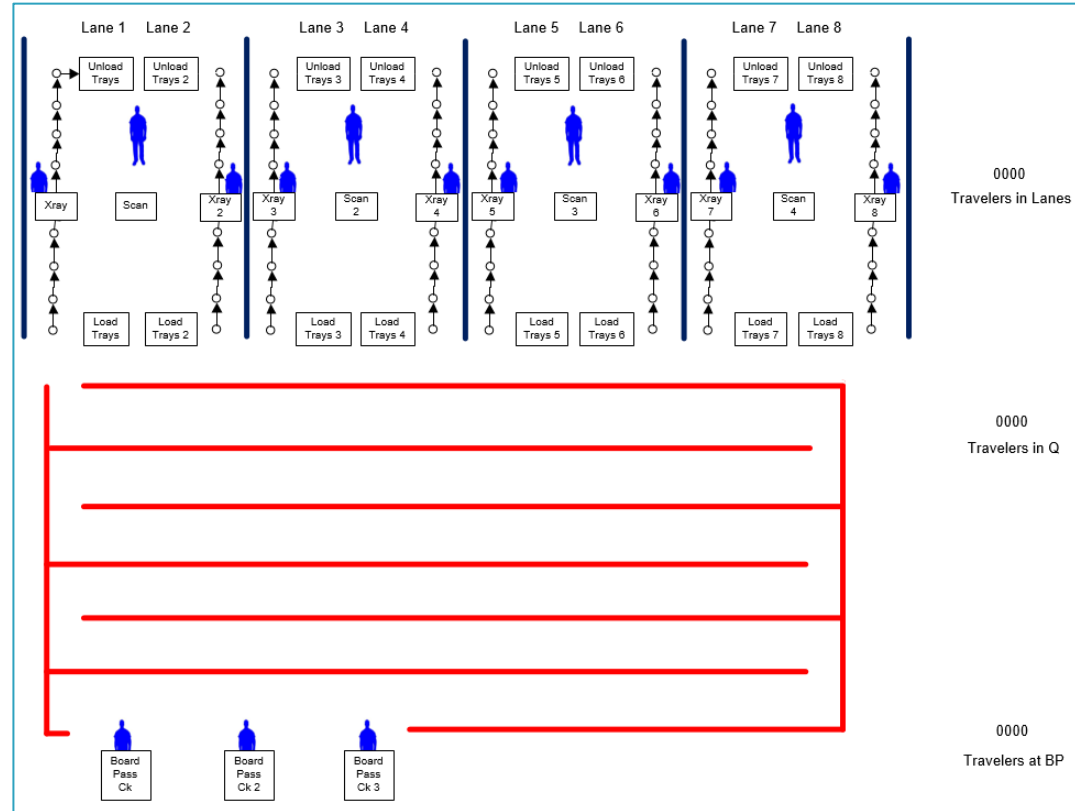 Lane 1 Lane 2 Lane 3 Lane 4 Lane 5 Lane 6 Lane 7 Lane 8
Unload Unload Unload Unload Unload Unload Unload Unload
Trays Trays 2 Trays 3 Trays 4 Trays 5 Trays 6 Trays 7 Trays 8
0000
Travelers in Lanes
Xray Scan Xray Xray Scan Xray Xray Scan Xray Xray Scan Xray
2 3 2 4 5 3 6 7 4 8
Load Load Load Load Load Load Load Load
Trays Trays 2 Trays 3 Trays 4 Trays 5 Trays 6 Trays 7 Trays 8
0000
Travelers in Q
0000
Travelers at BP
Board Board Board
Pass Pass Pass
Ck Ck 2 Ck 3